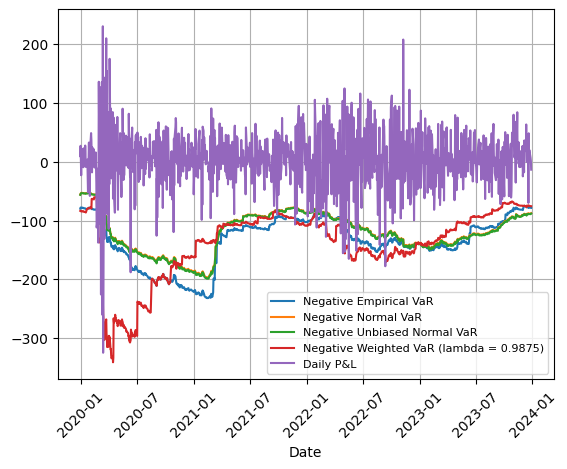 200
100
0
−100
−200
−300
Negative Empirical VaR
Negative Normal VaR
Negative Unbiased Normal VaR
Negative Weighted VaR (lambda = 0.9875)
Daily P&L
2020-01
2020-07
2021-01
2021-07
2022-01
2022-07
2023-01
2023-07
2024-01
Date